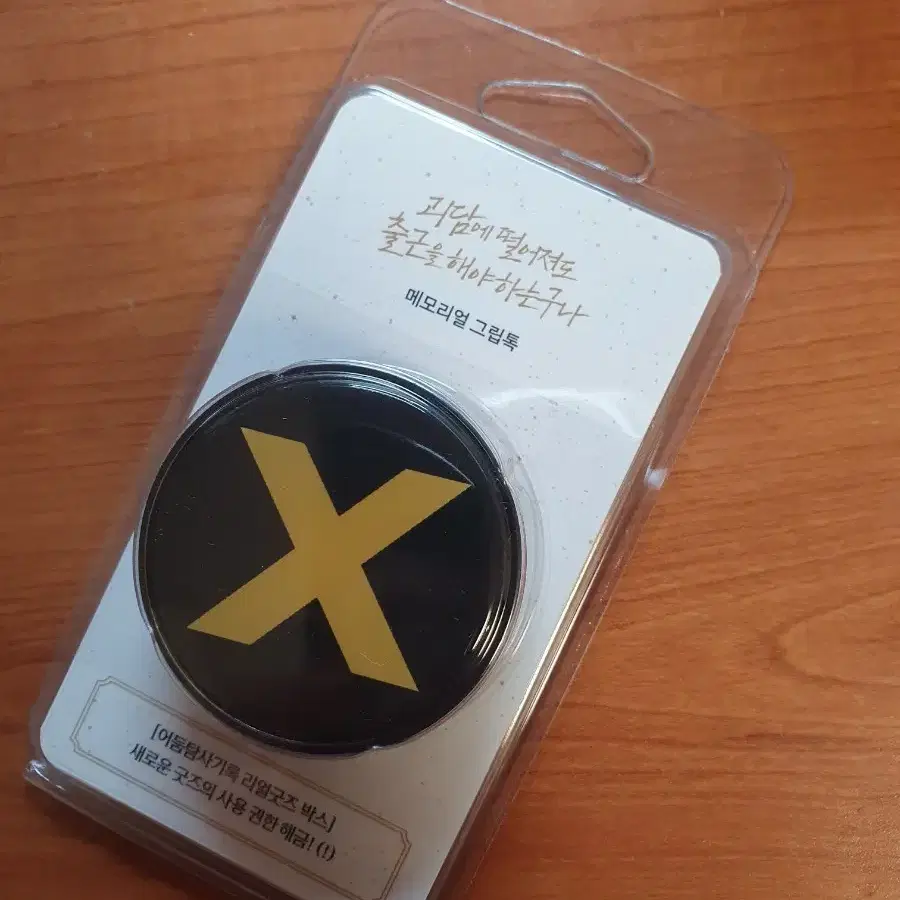 괴담에 떨어져도
출근을 해야 하는구나
메모리얼 그립톡
X
[어둠탐사기록 리얼굿즈 박스]
새로운 굿즈의 사용 권한 해금! (!)